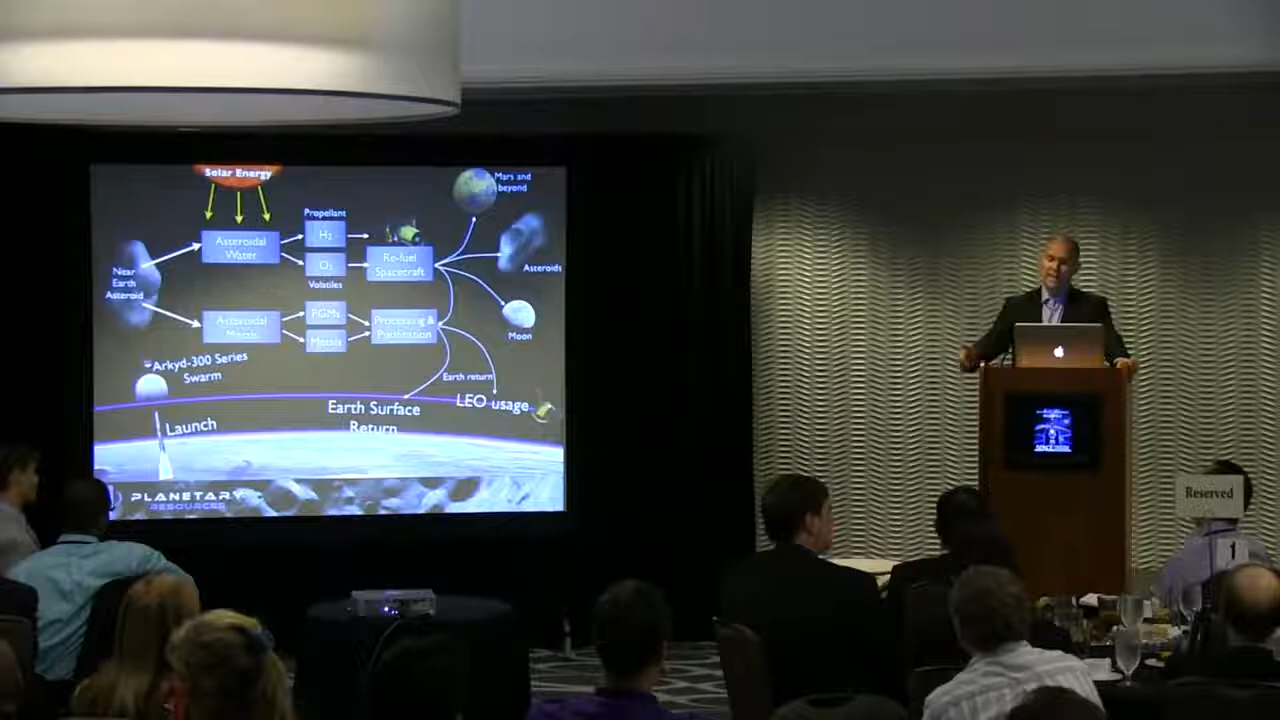 Solar Energy
Mars and
beyond
Propellant
H₂
Asteroidal
Water
Re-fuel
Spacecraft
O₂
Volatiles
Asteroids
Near
Earth
Asteroid
PGMs
Asteroidal
Metals
Processing &
Purification
Metals
Moon
Arkyd-300 Series
Swarm
Earth return
LEO usage
Earth Surface
Return
Launch
PLANETARY
RESOURCES
Reserved
1